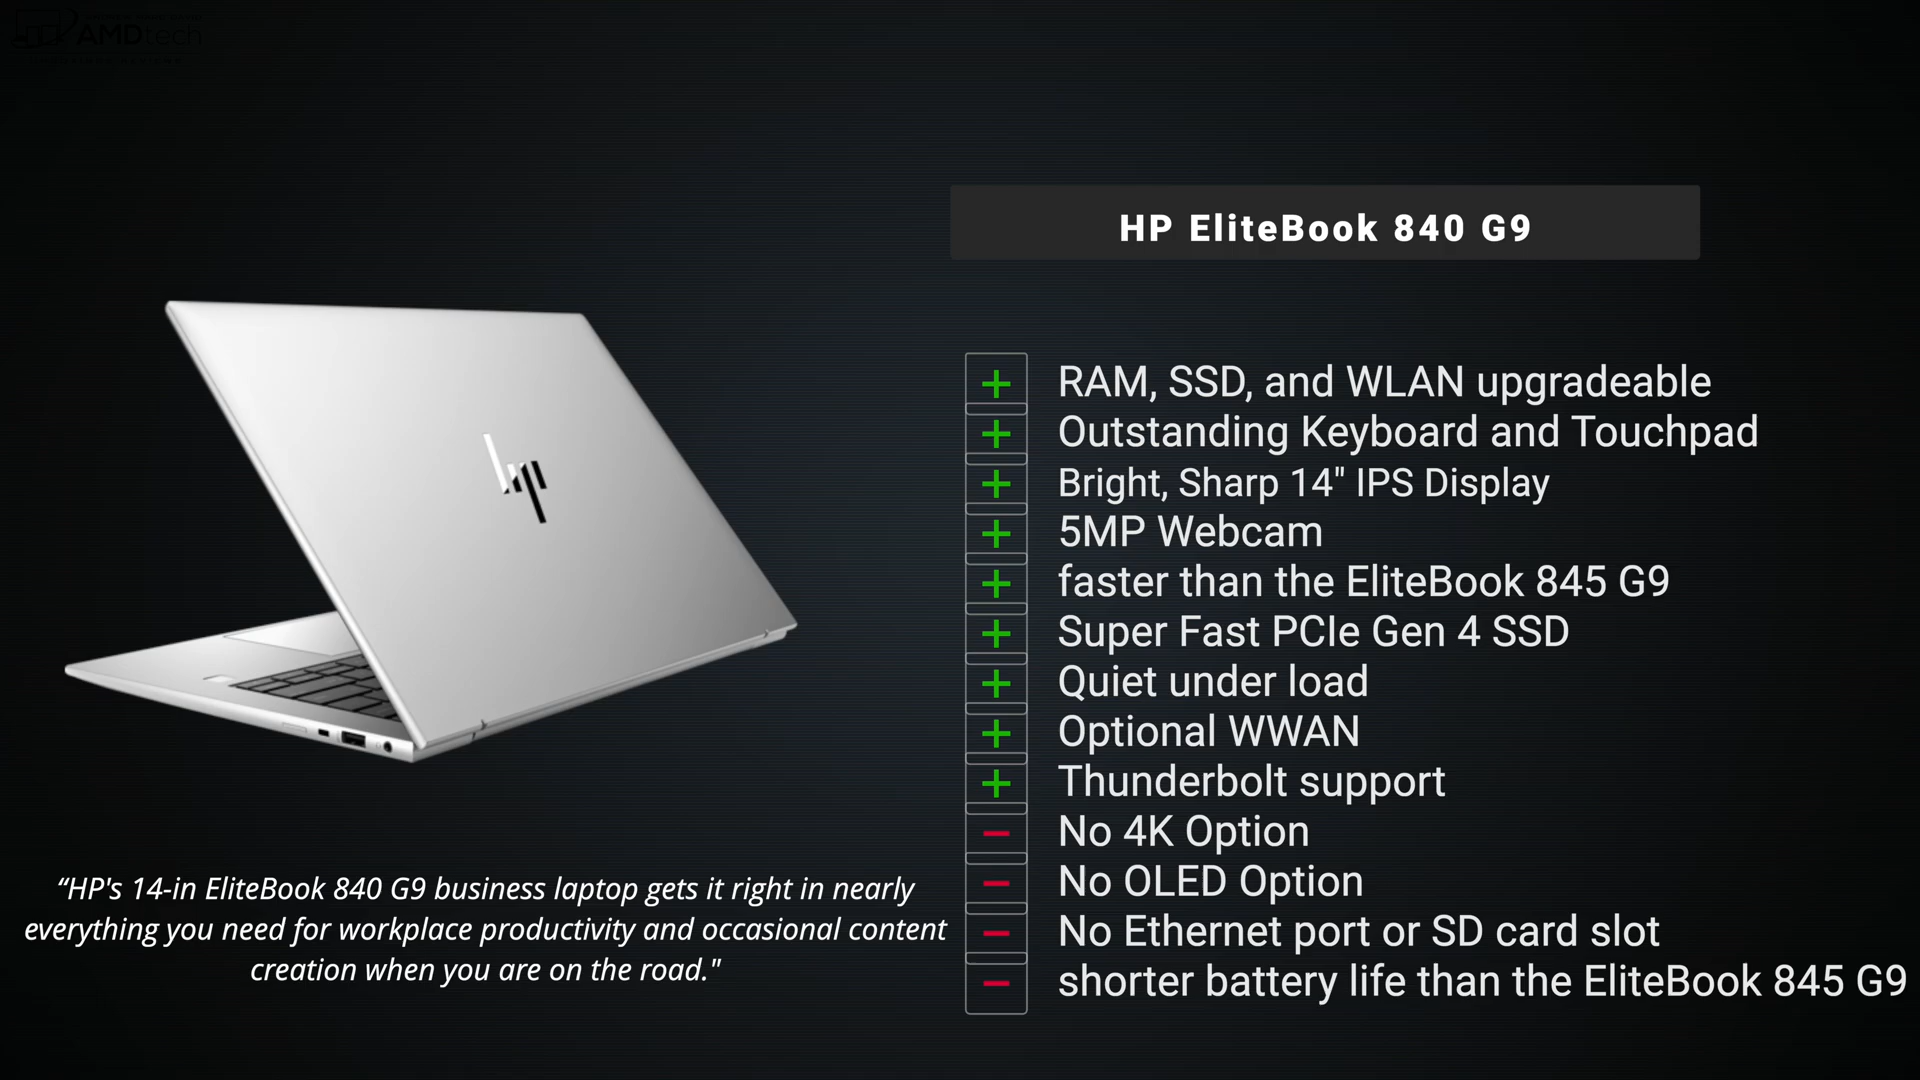 AMDtech
HP EliteBook 840 G9
RAM, SSD, and WLAN upgradeable
Outstanding Keyboard and Touchpad
Bright, Sharp 14" IPS Display
5MP Webcam
faster than the EliteBook 845 G9
Super Fast PCIe Gen 4 SSD
Quiet under load
Optional WWAN
Thunderbolt support
No 4K Option
No OLED Option
No Ethernet port or SD card slot
shorter battery life than the EliteBook 845 G9
“HP's 14-in EliteBook 840 G9 business laptop gets it right in nearly
everything you need for workplace productivity and occasional content
creation when you are on the road."